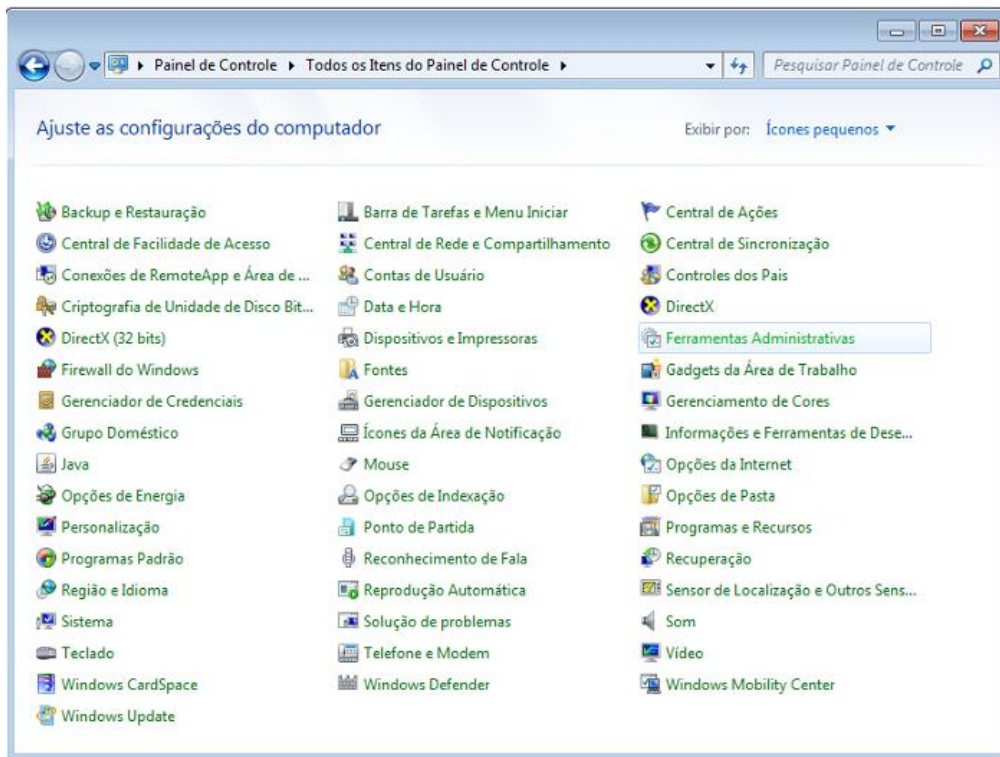 Painel de Controle Todos os Itens do Painel de Controle Pesquisar Painel de Controle
Ajuste as configurações do computador Exibir por: Ícones pequenos
Backup e Restauração Barra de Tarefas e Menu Iniciar Central de Ações
Central de Facilidade de Acesso Central de Rede e Compartilhamento Central de Sincronização
Conexões de RemoteApp e Área de ... Contas de Usuário Controles dos Pais
Criptografia de Unidade de Disco Bit... Data e Hora DirectX
DirectX (32 bits) Dispositivos e Impressoras Ferramentas Administrativas
Firewall do Windows Fontes Gadgets da Área de Trabalho
Gerenciador de Credenciais Gerenciador de Dispositivos Gerenciamento de Cores
Grupo Doméstico Ícones da Área de Notificação Informações e Ferramentas de Dese...
Java Mouse Opções da Internet
Opções de Energia Opções de Indexação Opções de Pasta
Personalização Ponto de Partida Programas e Recursos
Programas Padrão Reconhecimento de Fala Recuperação
Região e Idioma Reprodução Automática Sensor de Localização e Outros Sens...
Sistema Solução de problemas Som
Teclado Telefone e Modem Vídeo
Windows CardSpace Windows Defender Windows Mobility Center
Windows Update